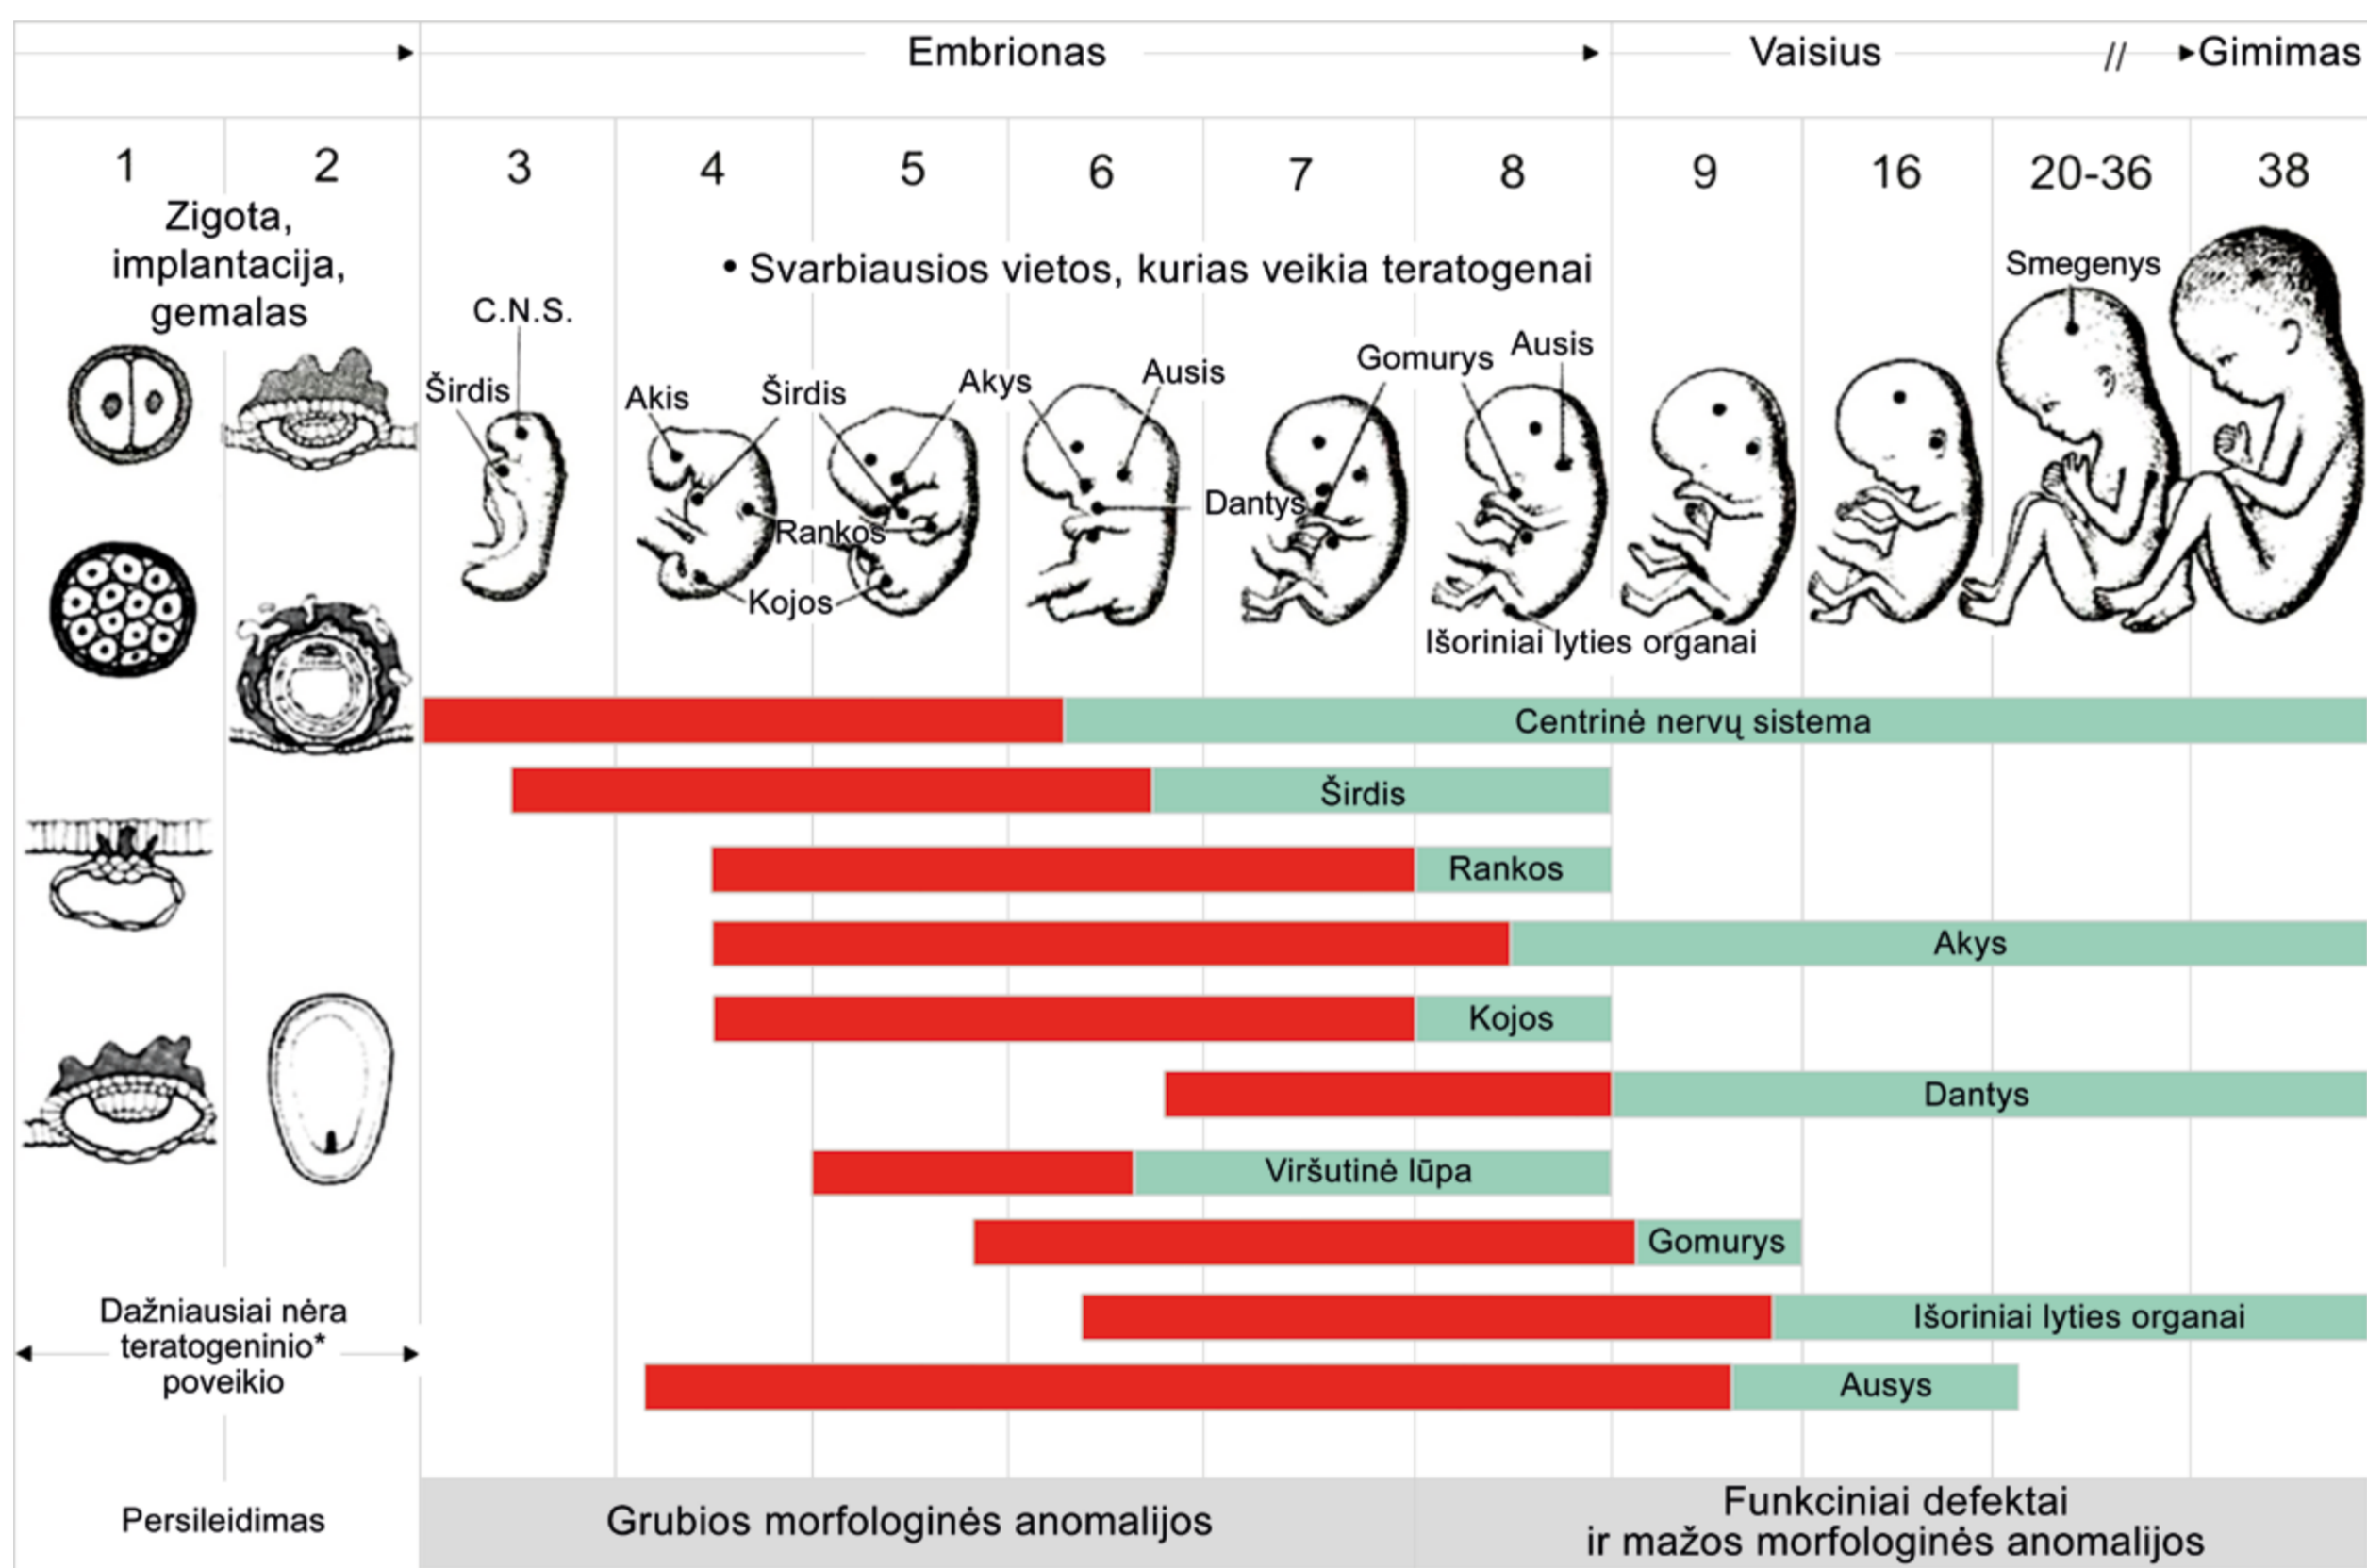 Embrionas
Vaisius // Gimimas
1 2 3 4 5 6 7 8 9 16 20-36 38
Zigota,
implantacija,
gemalas
• Svarbiausios vietos, kurias veikia teratogenai
Smegenys
C.N.S.
Širdis
Akis
Širdis
Akys
Ausis
Gomurys
Ausis
Dantys
Rankos
Kojos
Išoriniai lyties organai
Centrinė nervų sistema
Širdis
Rankos
Akys
Kojos
Dantys
Viršutinė lūpa
Gomurys
Išoriniai lyties organai
Ausys
Dažniausiai nėra
teratogeninio*
poveikio
Persileidimas
Grubios morfologinės anomalijos
Funkciniai defektai
ir mažos morfologinės anomalijos